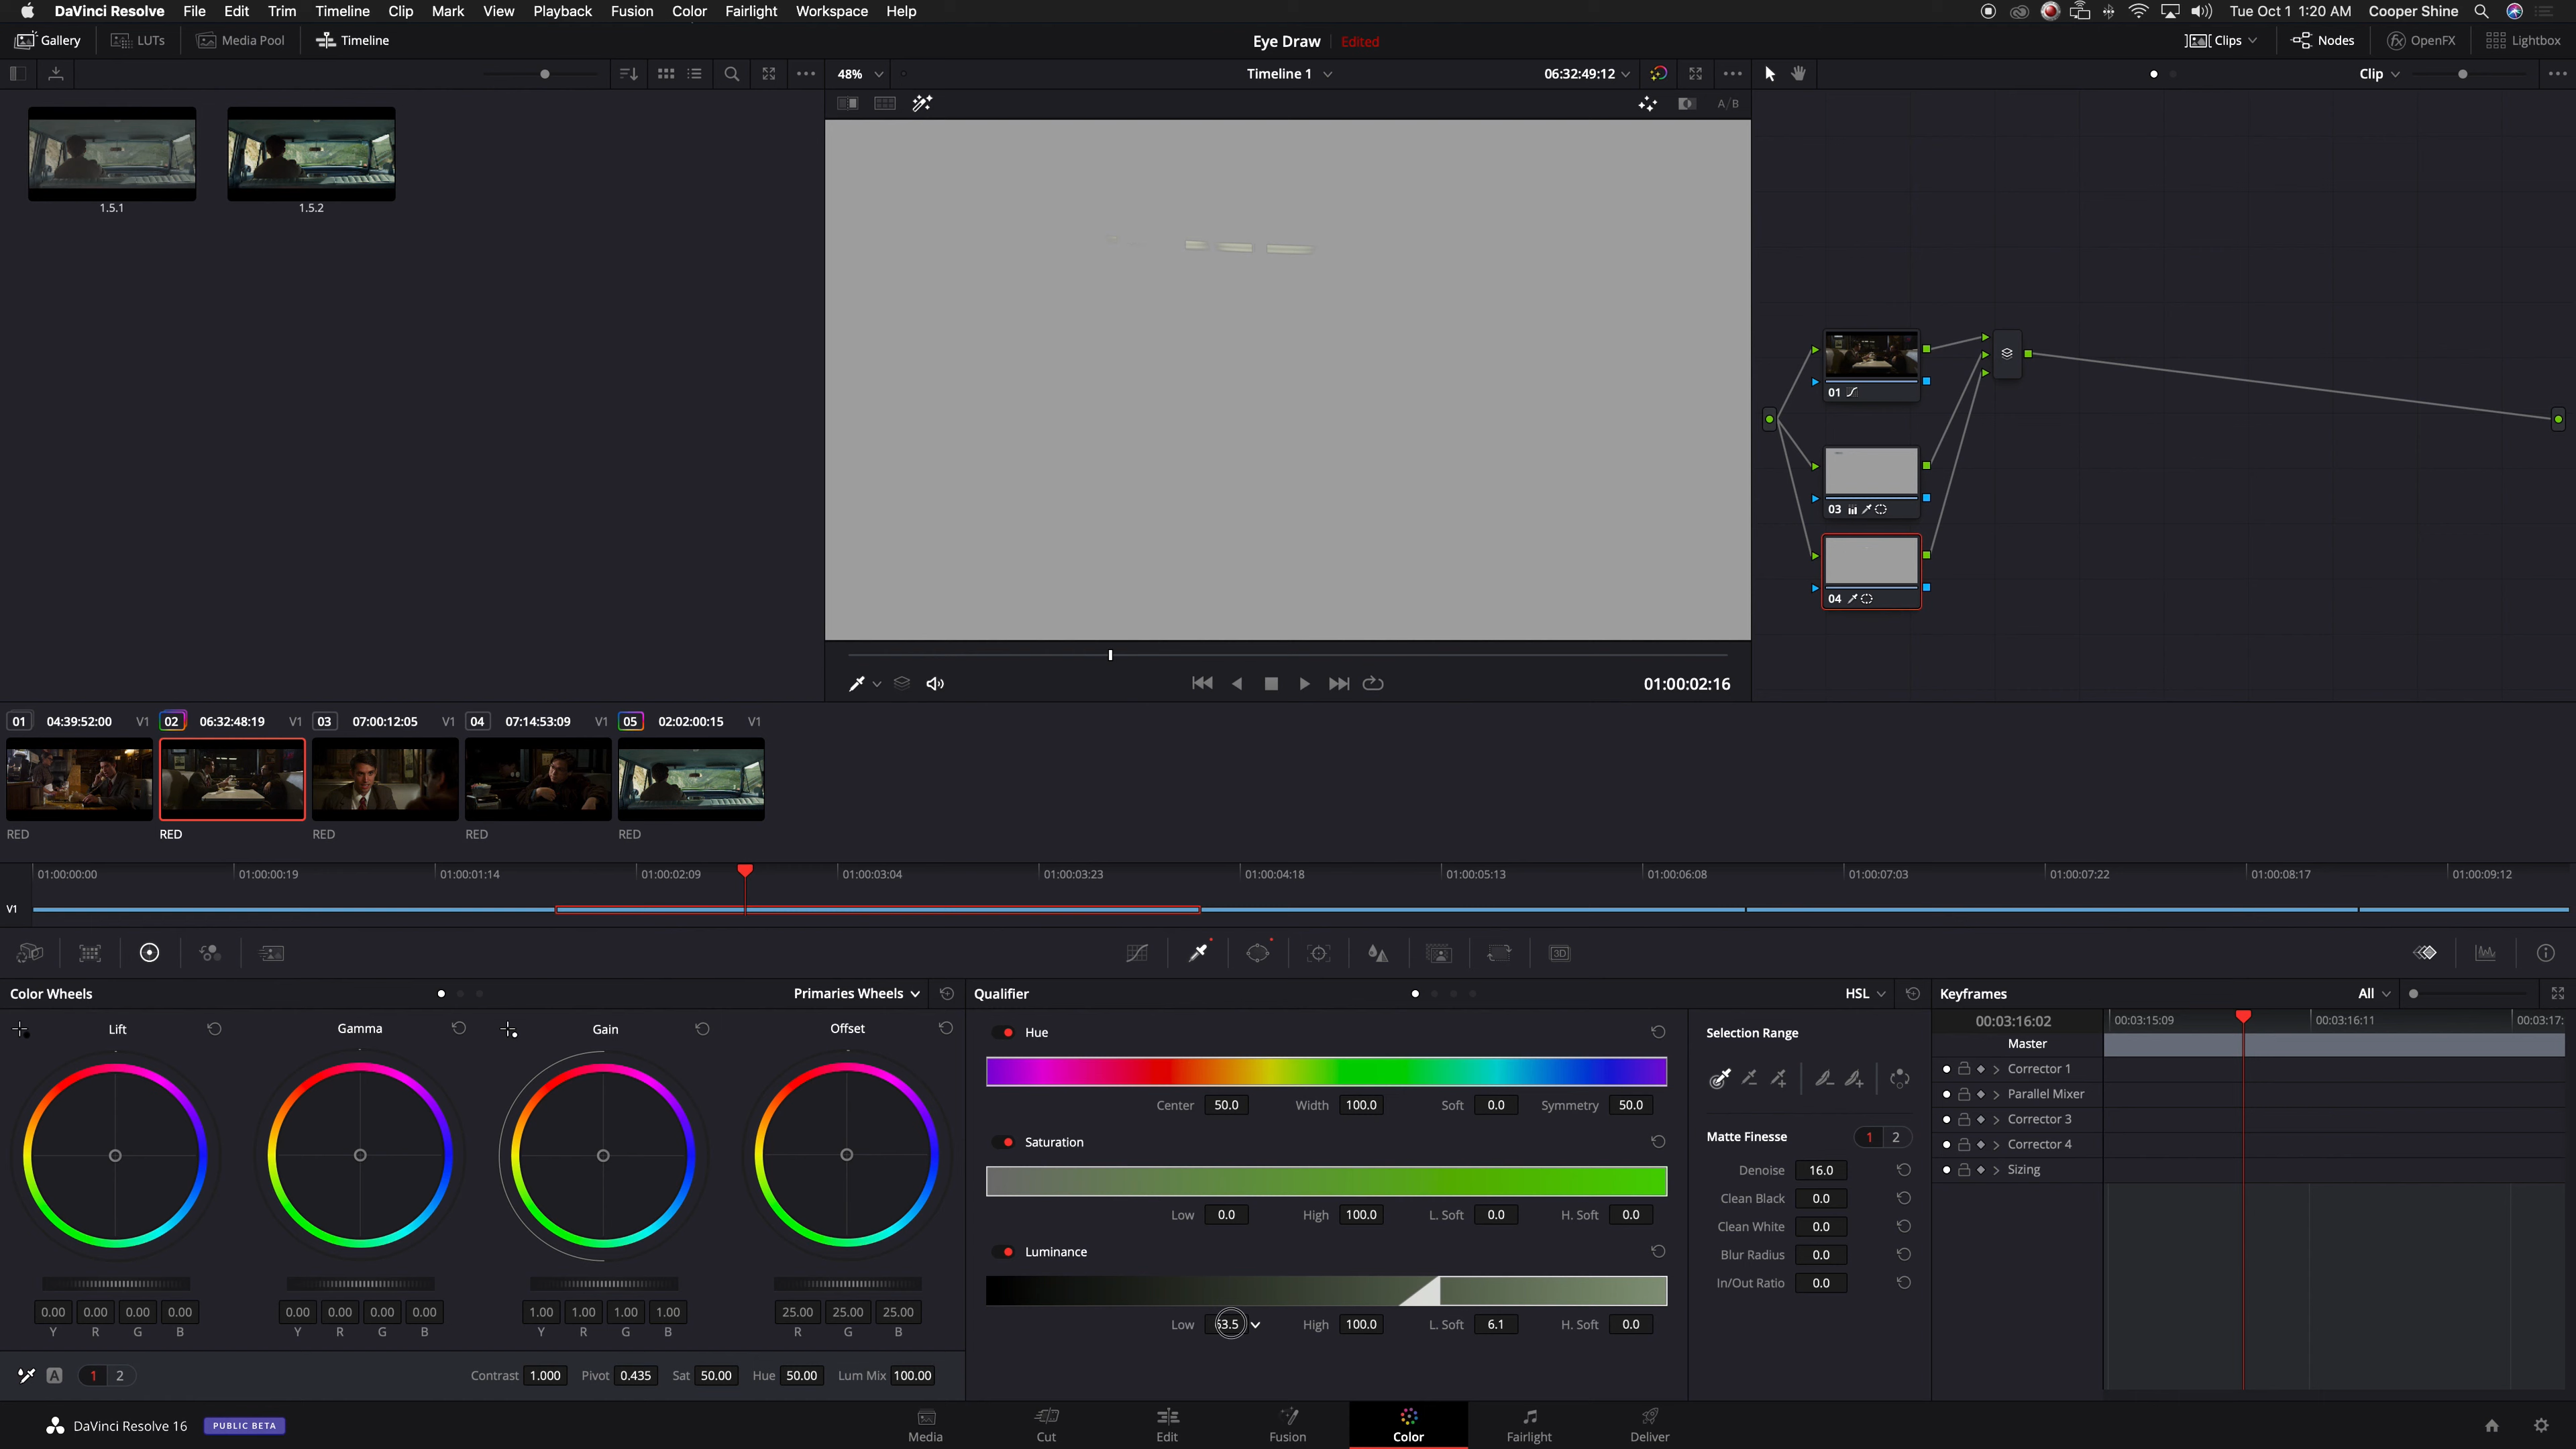 DaVinci Resolve File Edit Trim Timeline Clip Mark View Playback Fusion Color Fairlight Workspace Help Tue Oct 1 1:20 AM Cooper Shine
Gallery LUTs Media Pool Timeline Eye Draw Edited Clips Nodes OpenFX Lightbox
48% Timeline 1 06:32:49:12 Clip
A/B
1.5.1 1.5.2
01
03
04
01:00:02:16
01 04:39:52:00 V1 02 06:32:48:19 V1 03 07:00:12:05 V1 04 07:14:53:09 V1 05 02:02:00:15 V1
RED RED RED RED RED
01:00:00:00 01:00:00:19 01:00:01:14 01:00:02:09 01:00:03:04 01:00:03:23 01:00:04:18 01:00:05:13 01:00:06:08 01:00:07:03 01:00:07:22 01:00:08:17 01:00:09:12
V1
3D
Color Wheels Primaries Wheels Qualifier HSL Keyframes All
Lift Gamma Gain Offset
0.00 0.00 0.00 0.00 0.00 0.00 0.00 0.00 1.00 1.00 1.00 1.00 25.00 25.00 25.00
Y R G B Y R G B Y R G B R G B
A 1 2 Contrast 1.000 Pivot 0.435 Sat 50.00 Hue 50.00 Lum Mix 100.00
Hue
Center 50.0 Width 100.0 Soft 0.0 Symmetry 50.0
Saturation
Low 0.0 High 100.0 L. Soft 0.0 H. Soft 0.0
Luminance
Low 63.5 High 100.0 L. Soft 6.1 H. Soft 0.0
Selection Range
Matte Finesse 1 2
Denoise 16.0
Clean Black 0.0
Clean White 0.0
Blur Radius 0.0
In/Out Ratio 0.0
00:03:16:02 00:03:15:09 00:03:16:11 00:03:17:
Master
Corrector 1
Parallel Mixer
Corrector 3
Corrector 4
Sizing
DaVinci Resolve 16 PUBLIC BETA
Media Cut Edit Fusion Color Fairlight Deliver